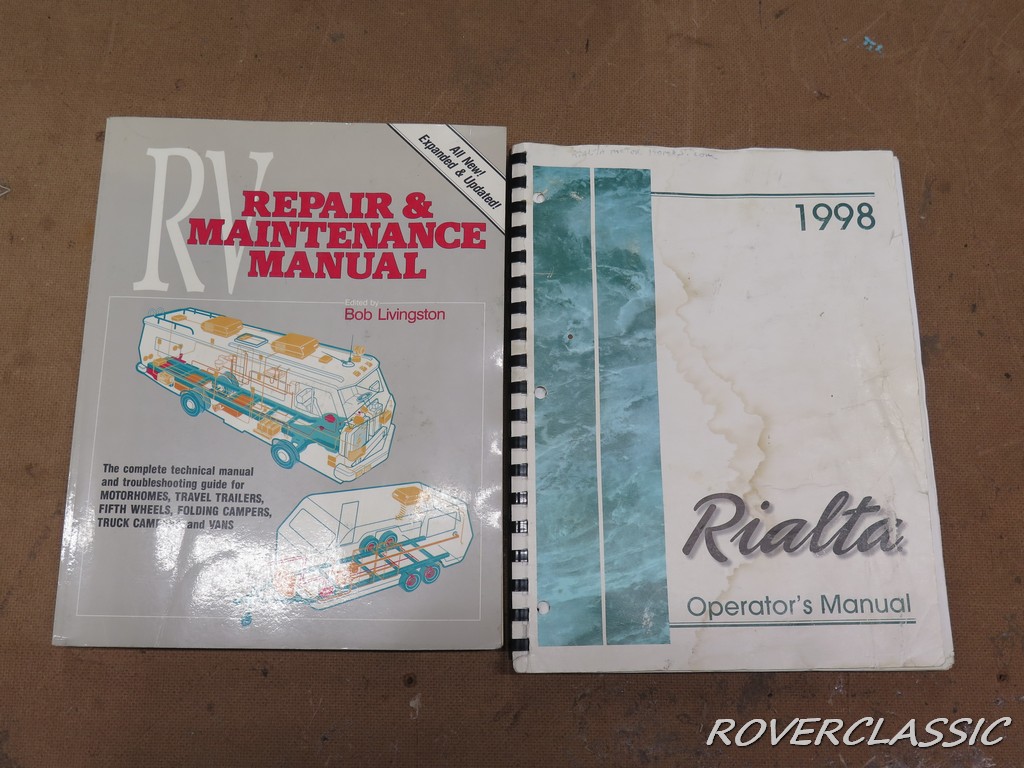 All New!
Expanded & Updated!
RV
REPAIR &
MAINTENANCE
MANUAL
Edited by
Bob Livingston
The complete technical manual
and troubleshooting guide for
MOTORHOMES, TRAVEL TRAILERS,
FIFTH WHEELS, FOLDING CAMPERS,
TRUCK and VANS
1998
Rialta
Operator's Manual
ROVERCLASSIC